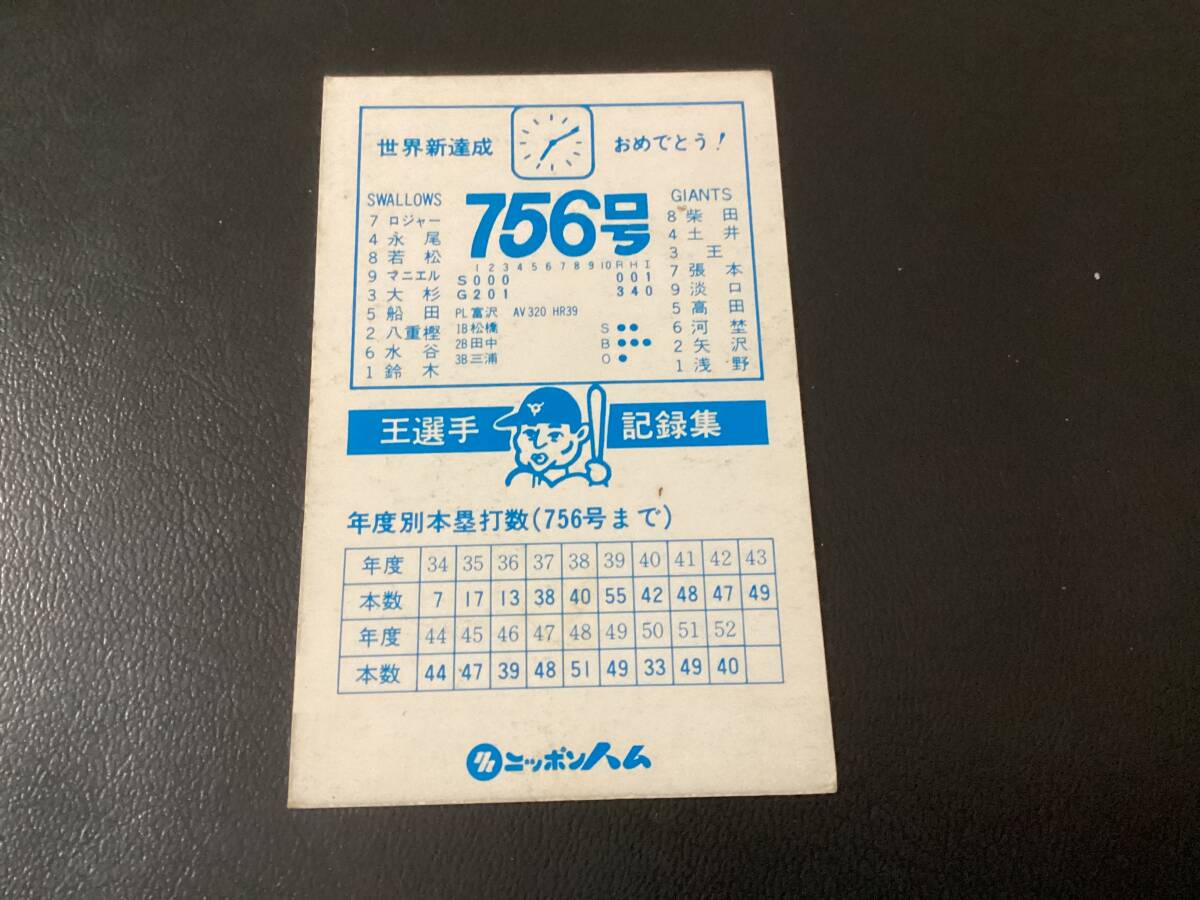 世界新達成 おめでとう!
SWALLOWS 756号 GIANTS
7 ロジャー 8 柴田
4 永尾 4 土井
8 若松 3 王
9 マニエル 7 張本
3 大杉 9 淡口
5 船田 5 高田
2 八重樫 6 河埜
6 水谷 2 矢沢
1 鈴木 1 浅野
1 2 3 4 5 6 7 8 9 10 R H I
S 0 0 0 0 0 1
G 2 0 1 3 4 0
PL 富沢 AV 320 HR39
1B 松橋 S ●●
2B 田中 B ●●●
3B 三浦 O ●
王選手 記録集
年度別本塁打数(756号まで)
年度 34 35 36 37 38 39 40 41 42 43
本数 7 17 13 38 40 55 42 48 47 49
年度 44 45 46 47 48 49 50 51 52
本数 44 47 39 48 51 49 33 49 40
ニッポンハム